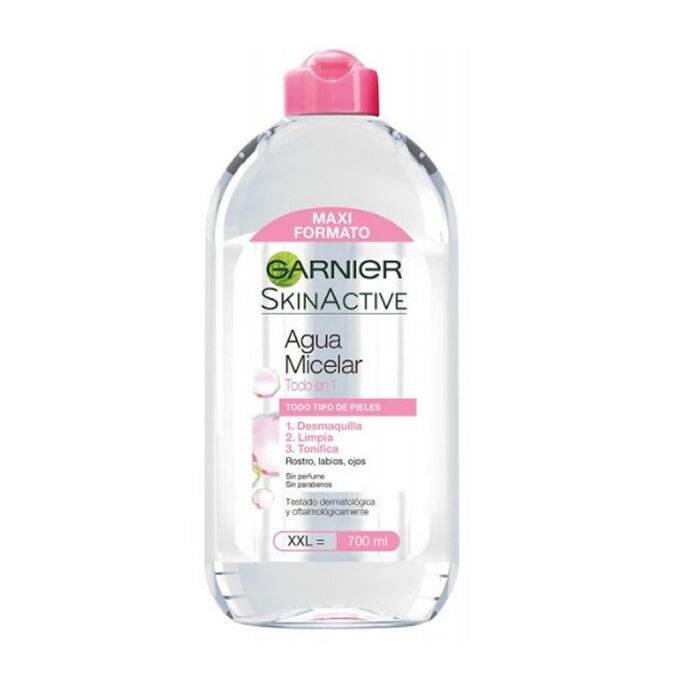 MAXI
FORMATO
GARNIER
SKINACTIVE
Agua
Micelar
Todo en 1
TODO TIPO DE PIELES
1. Desmaquilla
2. Limpia
3. Tonifica
Rostro, labios, ojos
Sin perfume
Sin parabenos
Testado dermatológica
y oftalmológicamente
XXL = 700 ml